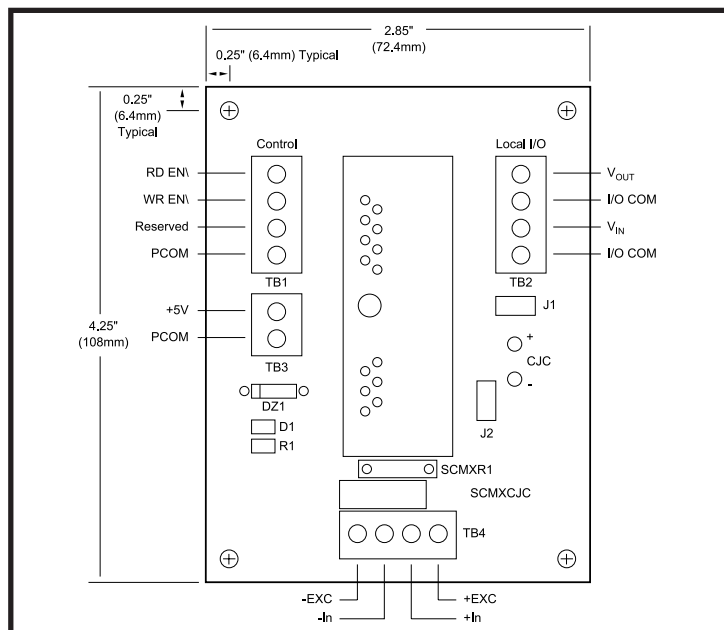 2.85"
(72.4mm)
0.25" (6.4mm) Typical
0.25"
(6.4mm)
Typical
Control
Local I/O
RD EN\
WR EN\
Reserved
PCOM
V_OUT
I/O COM
V_IN
I/O COM
TB1
TB2
+5V
PCOM
J1
4.25"
(108mm)
+
CJC
-
TB3
DZ1
D1
R1
J2
SCMXR1
SCMXCJC
TB4
-EXC
+EXC
-In
+In